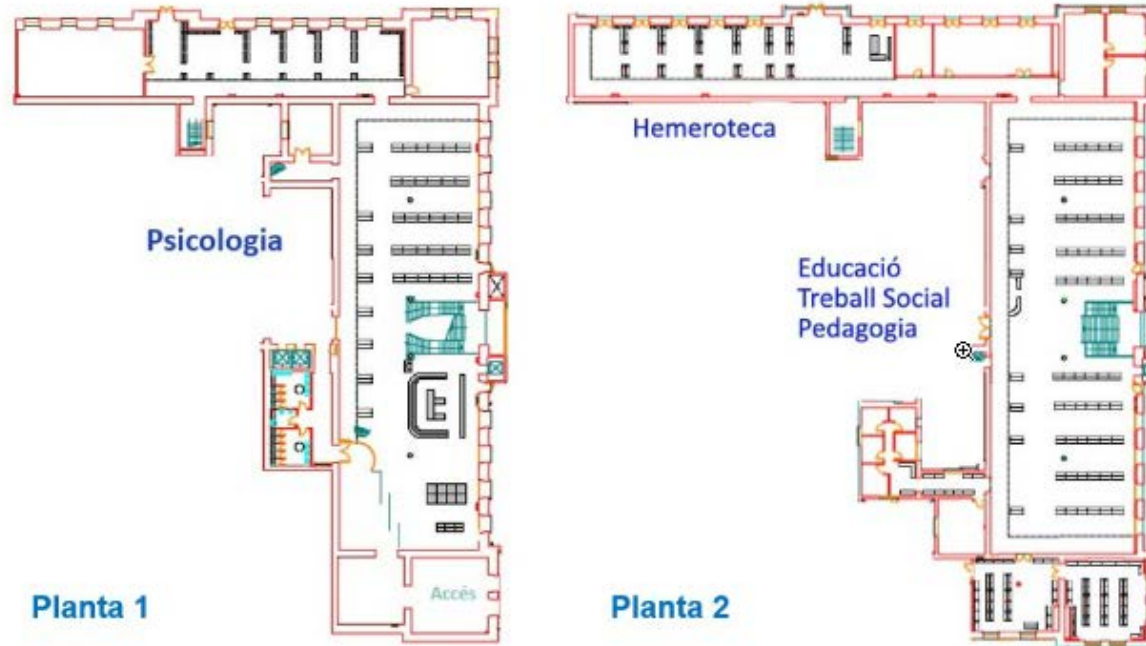 Hemeroteca
Psicologia
Educació
Treball Social
Pedagogia
Accés
Planta 1
Planta 2